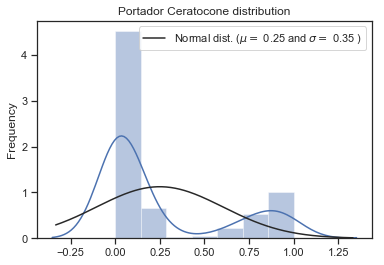 Portador Ceratocone distribution
Normal dist. (μ = 0.25 and σ = 0.35 )
Frequency
4
3
2
1
0
−0.25 0.00 0.25 0.50 0.75 1.00 1.25